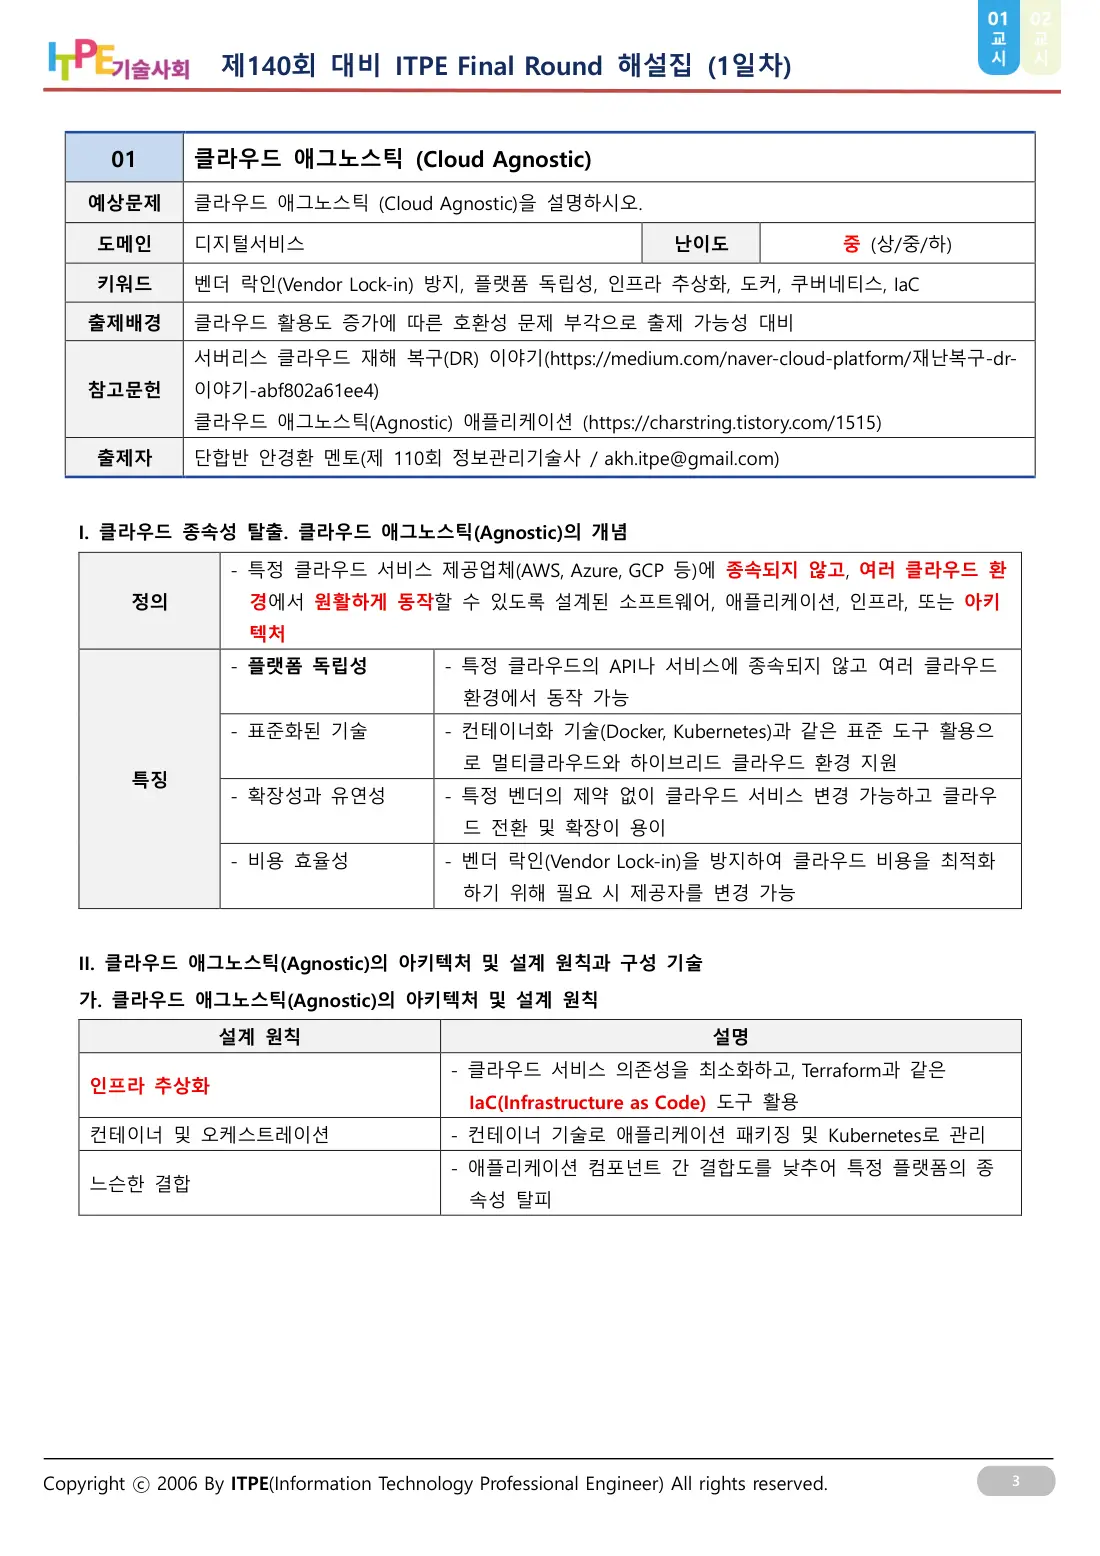 ITPE기술사회 제140회 대비 ITPE Final Round 해설집 (1일차)
01 교 시
02 교 시
01 클라우드 애그노스틱 (Cloud Agnostic)
예상문제 클라우드 애그노스틱 (Cloud Agnostic)을 설명하시오.
도메인 디지털서비스 난이도 중 (상/중/하)
키워드 벤더 락인(Vendor Lock-in) 방지, 플랫폼 독립성, 인프라 추상화, 도커, 쿠버네티스, IaC
출제배경 클라우드 활용도 증가에 따른 호환성 문제 부각으로 출제 가능성 대비
참고문헌 서버리스 클라우드 재해 복구(DR) 이야기(https://medium.com/naver-cloud-platform/재난복구-dr-
이야기-abf802a61ee4)
클라우드 애그노스틱(Agnostic) 애플리케이션 (https://charstring.tistory.com/1515)
출제자 단합반 안경환 멘토(제 110회 정보관리기술사 / akh.itpe@gmail.com)
I. 클라우드 종속성 탈출. 클라우드 애그노스틱(Agnostic)의 개념
정의 - 특정 클라우드 서비스 제공업체(AWS, Azure, GCP 등)에 종속되지 않고, 여러 클라우드 환
경에서 원활하게 동작할 수 있도록 설계된 소프트웨어, 애플리케이션, 인프라, 또는 아키
텍처
특징
- 플랫폼 독립성 - 특정 클라우드의 API나 서비스에 종속되지 않고 여러 클라우드
환경에서 동작 가능
- 표준화된 기술 - 컨테이너화 기술(Docker, Kubernetes)과 같은 표준 도구 활용으
로 멀티클라우드와 하이브리드 클라우드 환경 지원
- 확장성과 유연성 - 특정 벤더의 제약 없이 클라우드 서비스 변경 가능하고 클라우
드 전환 및 확장이 용이
- 비용 효율성 - 벤더 락인(Vendor Lock-in)을 방지하여 클라우드 비용을 최적화
하기 위해 필요 시 제공자를 변경 가능
II. 클라우드 애그노스틱(Agnostic)의 아키텍처 및 설계 원칙과 구성 기술
가. 클라우드 애그노스틱(Agnostic)의 아키텍처 및 설계 원칙
설계 원칙 설명
인프라 추상화 - 클라우드 서비스 의존성을 최소화하고, Terraform과 같은
IaC(Infrastructure as Code) 도구 활용
컨테이너 및 오케스트레이션 - 컨테이너 기술로 애플리케이션 패키징 및 Kubernetes로 관리
느슨한 결합 - 애플리케이션 컴포넌트 간 결합도를 낮추어 특정 플랫폼의 종
속성 탈피
Copyright ⓒ 2006 By ITPE(Information Technology Professional Engineer) All rights reserved. 3